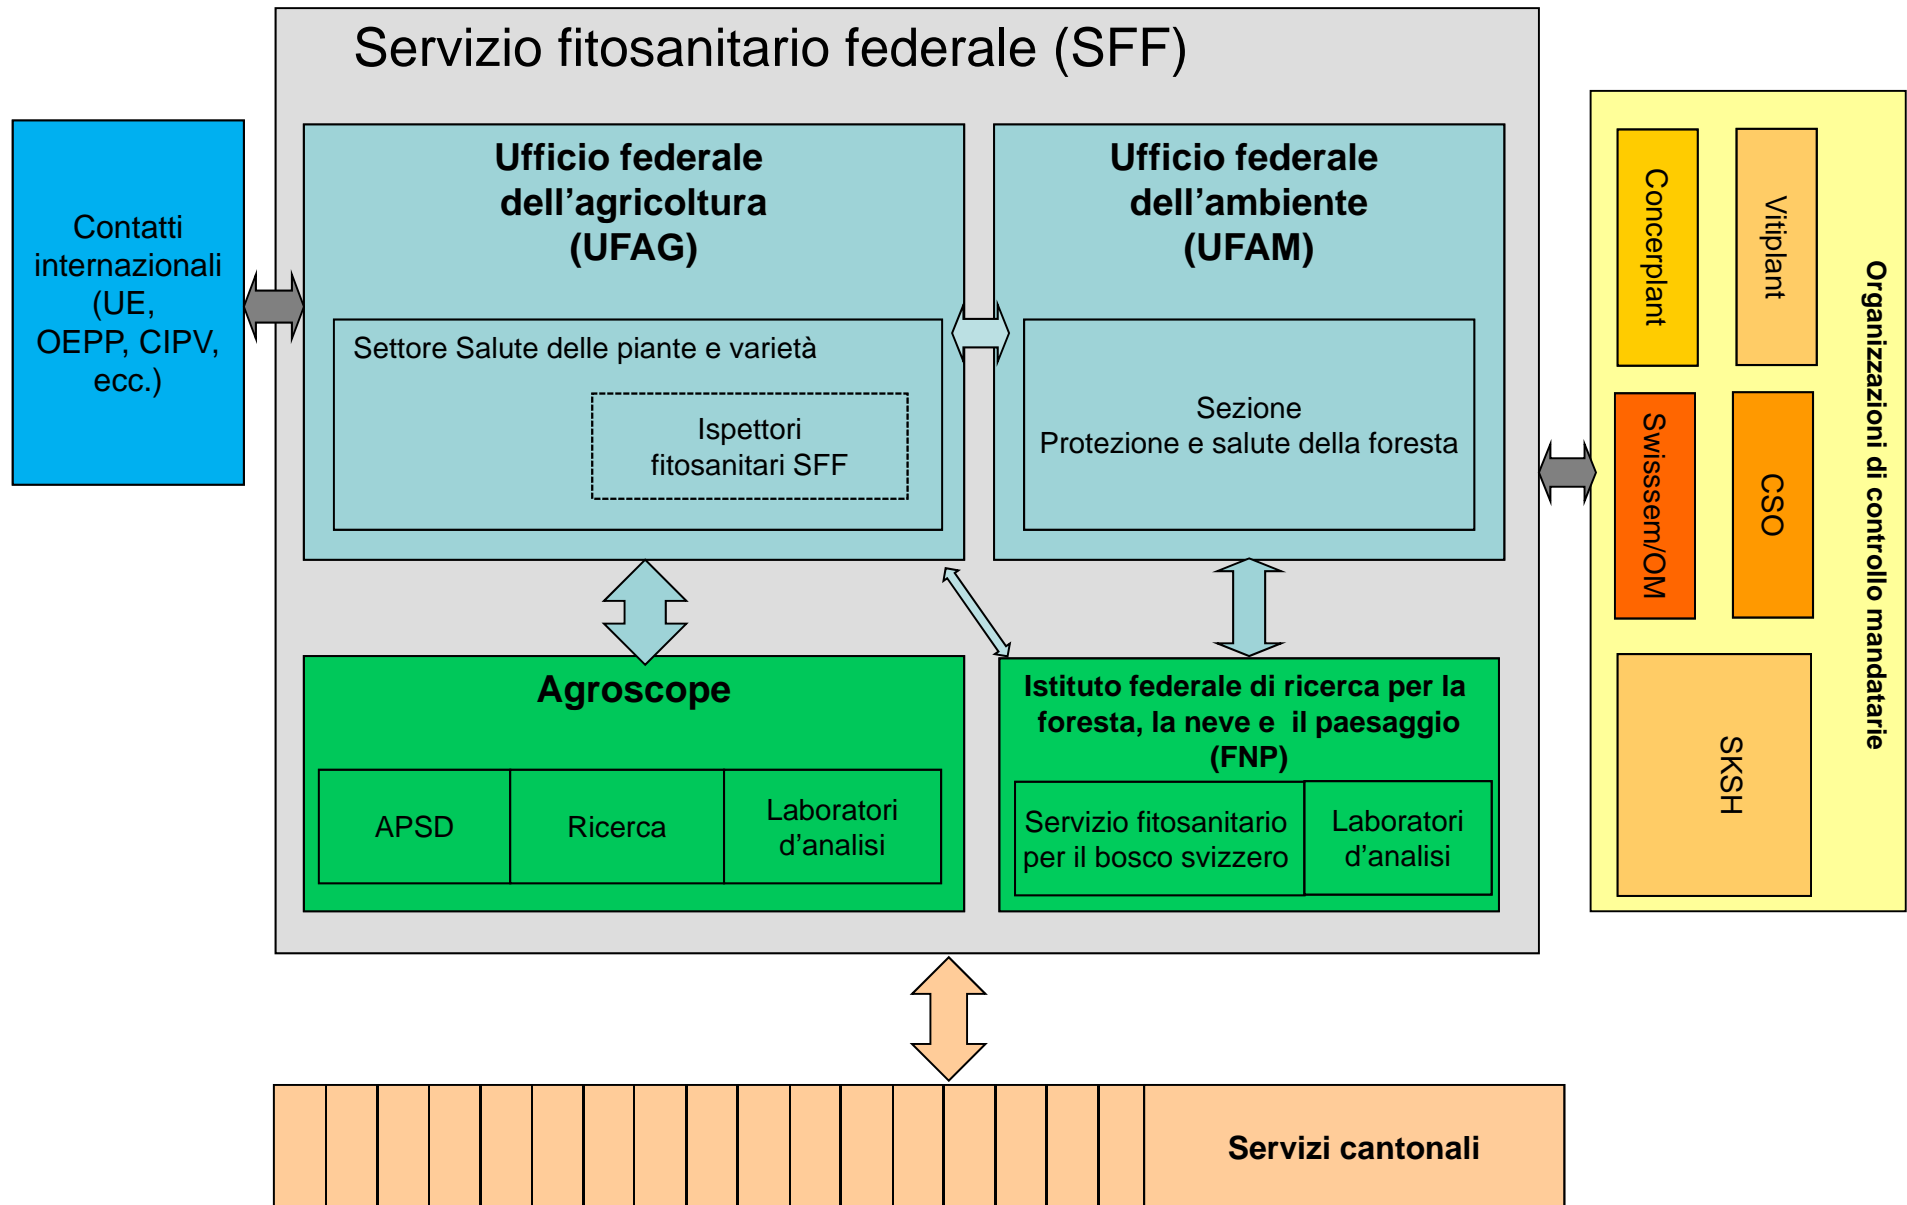 Servizio fitosanitario federale (SFF)
Contatti
internazionali
(UE,
OEPP, CIPV,
ecc.)
Ufficio federale
dell’agricoltura
(UFAG)
Settore Salute delle piante e varietà
Ispettori
fitosanitari SFF
Ufficio federale
dell’ambiente
(UFAM)
Sezione
Protezione e salute della foresta
Agroscope
APSD
Ricerca
Laboratori
d’analisi
Istituto federale di ricerca per la
foresta, la neve e il paesaggio
(FNP)
Servizio fitosanitario
per il bosco svizzero
Laboratori
d’analisi
Concerplant
Vitiplant
Swisssem/OM
CSO
SKSH
Organizzazioni di controllo mandatarie
Servizi cantonali